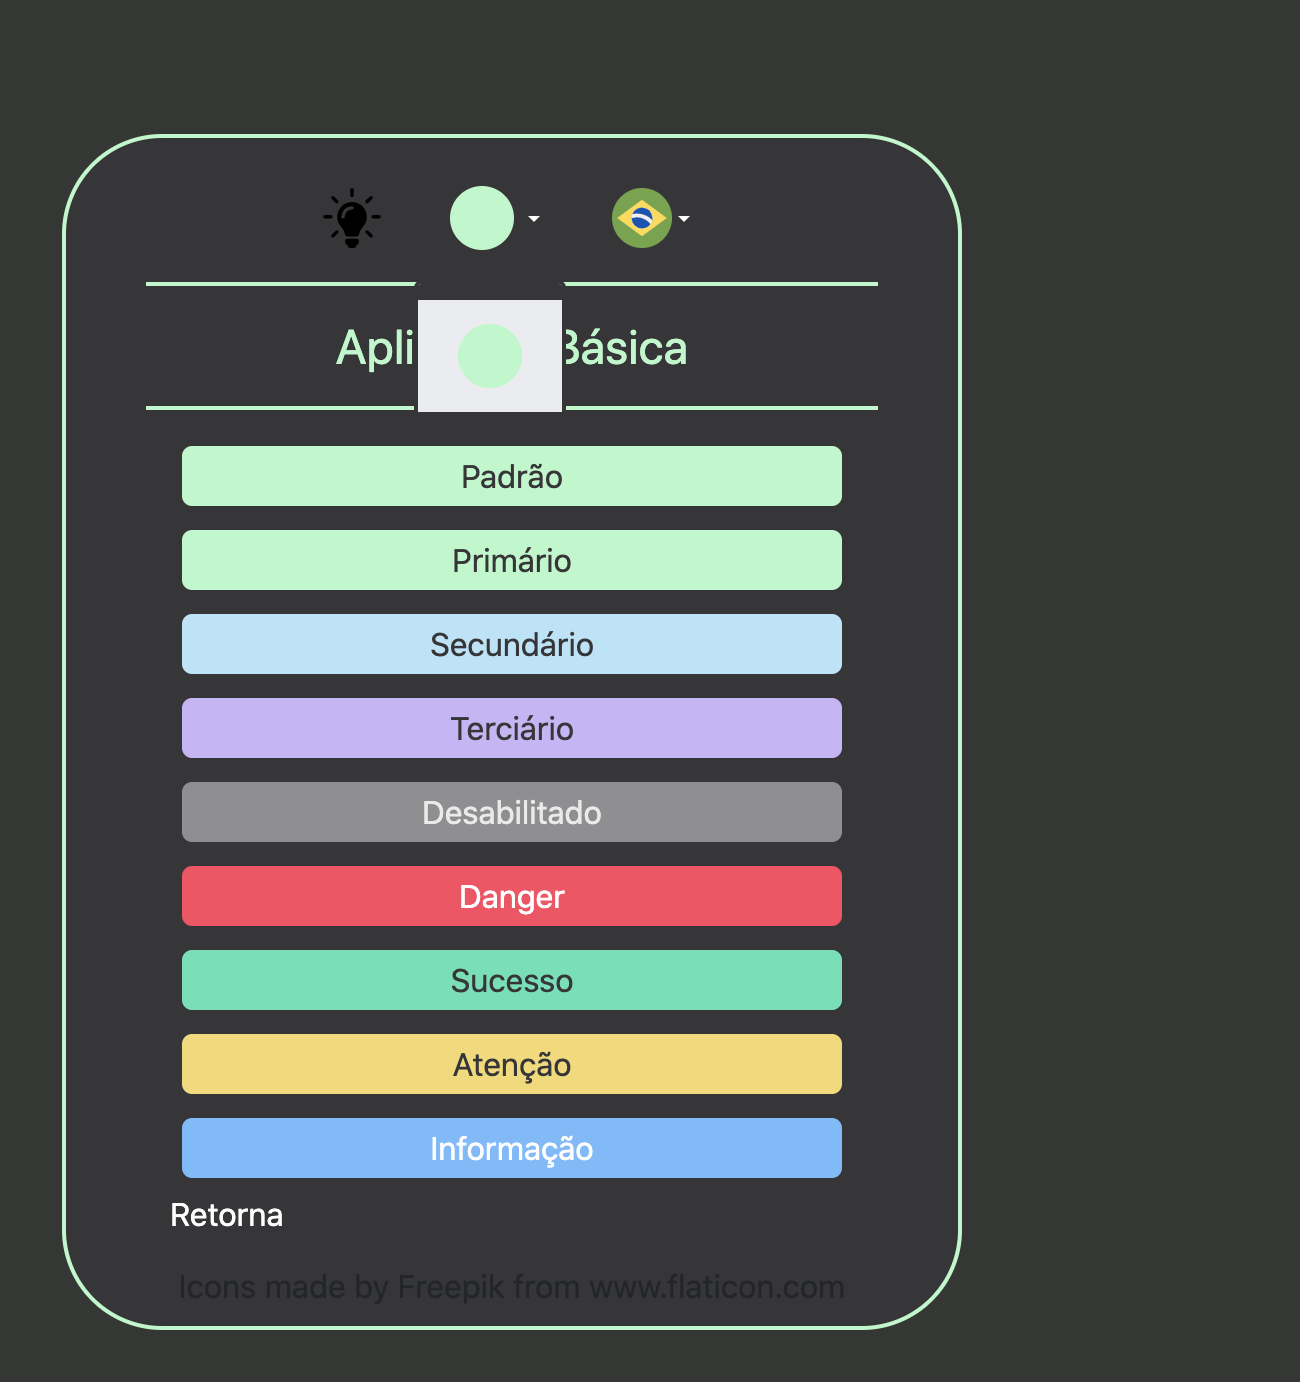 Apli Básica
Padrão
Primário
Secundário
Terciário
Desabilitado
Danger
Sucesso
Atenção
Informação
Retorna
Icons made by Freepik from www.flaticon.com